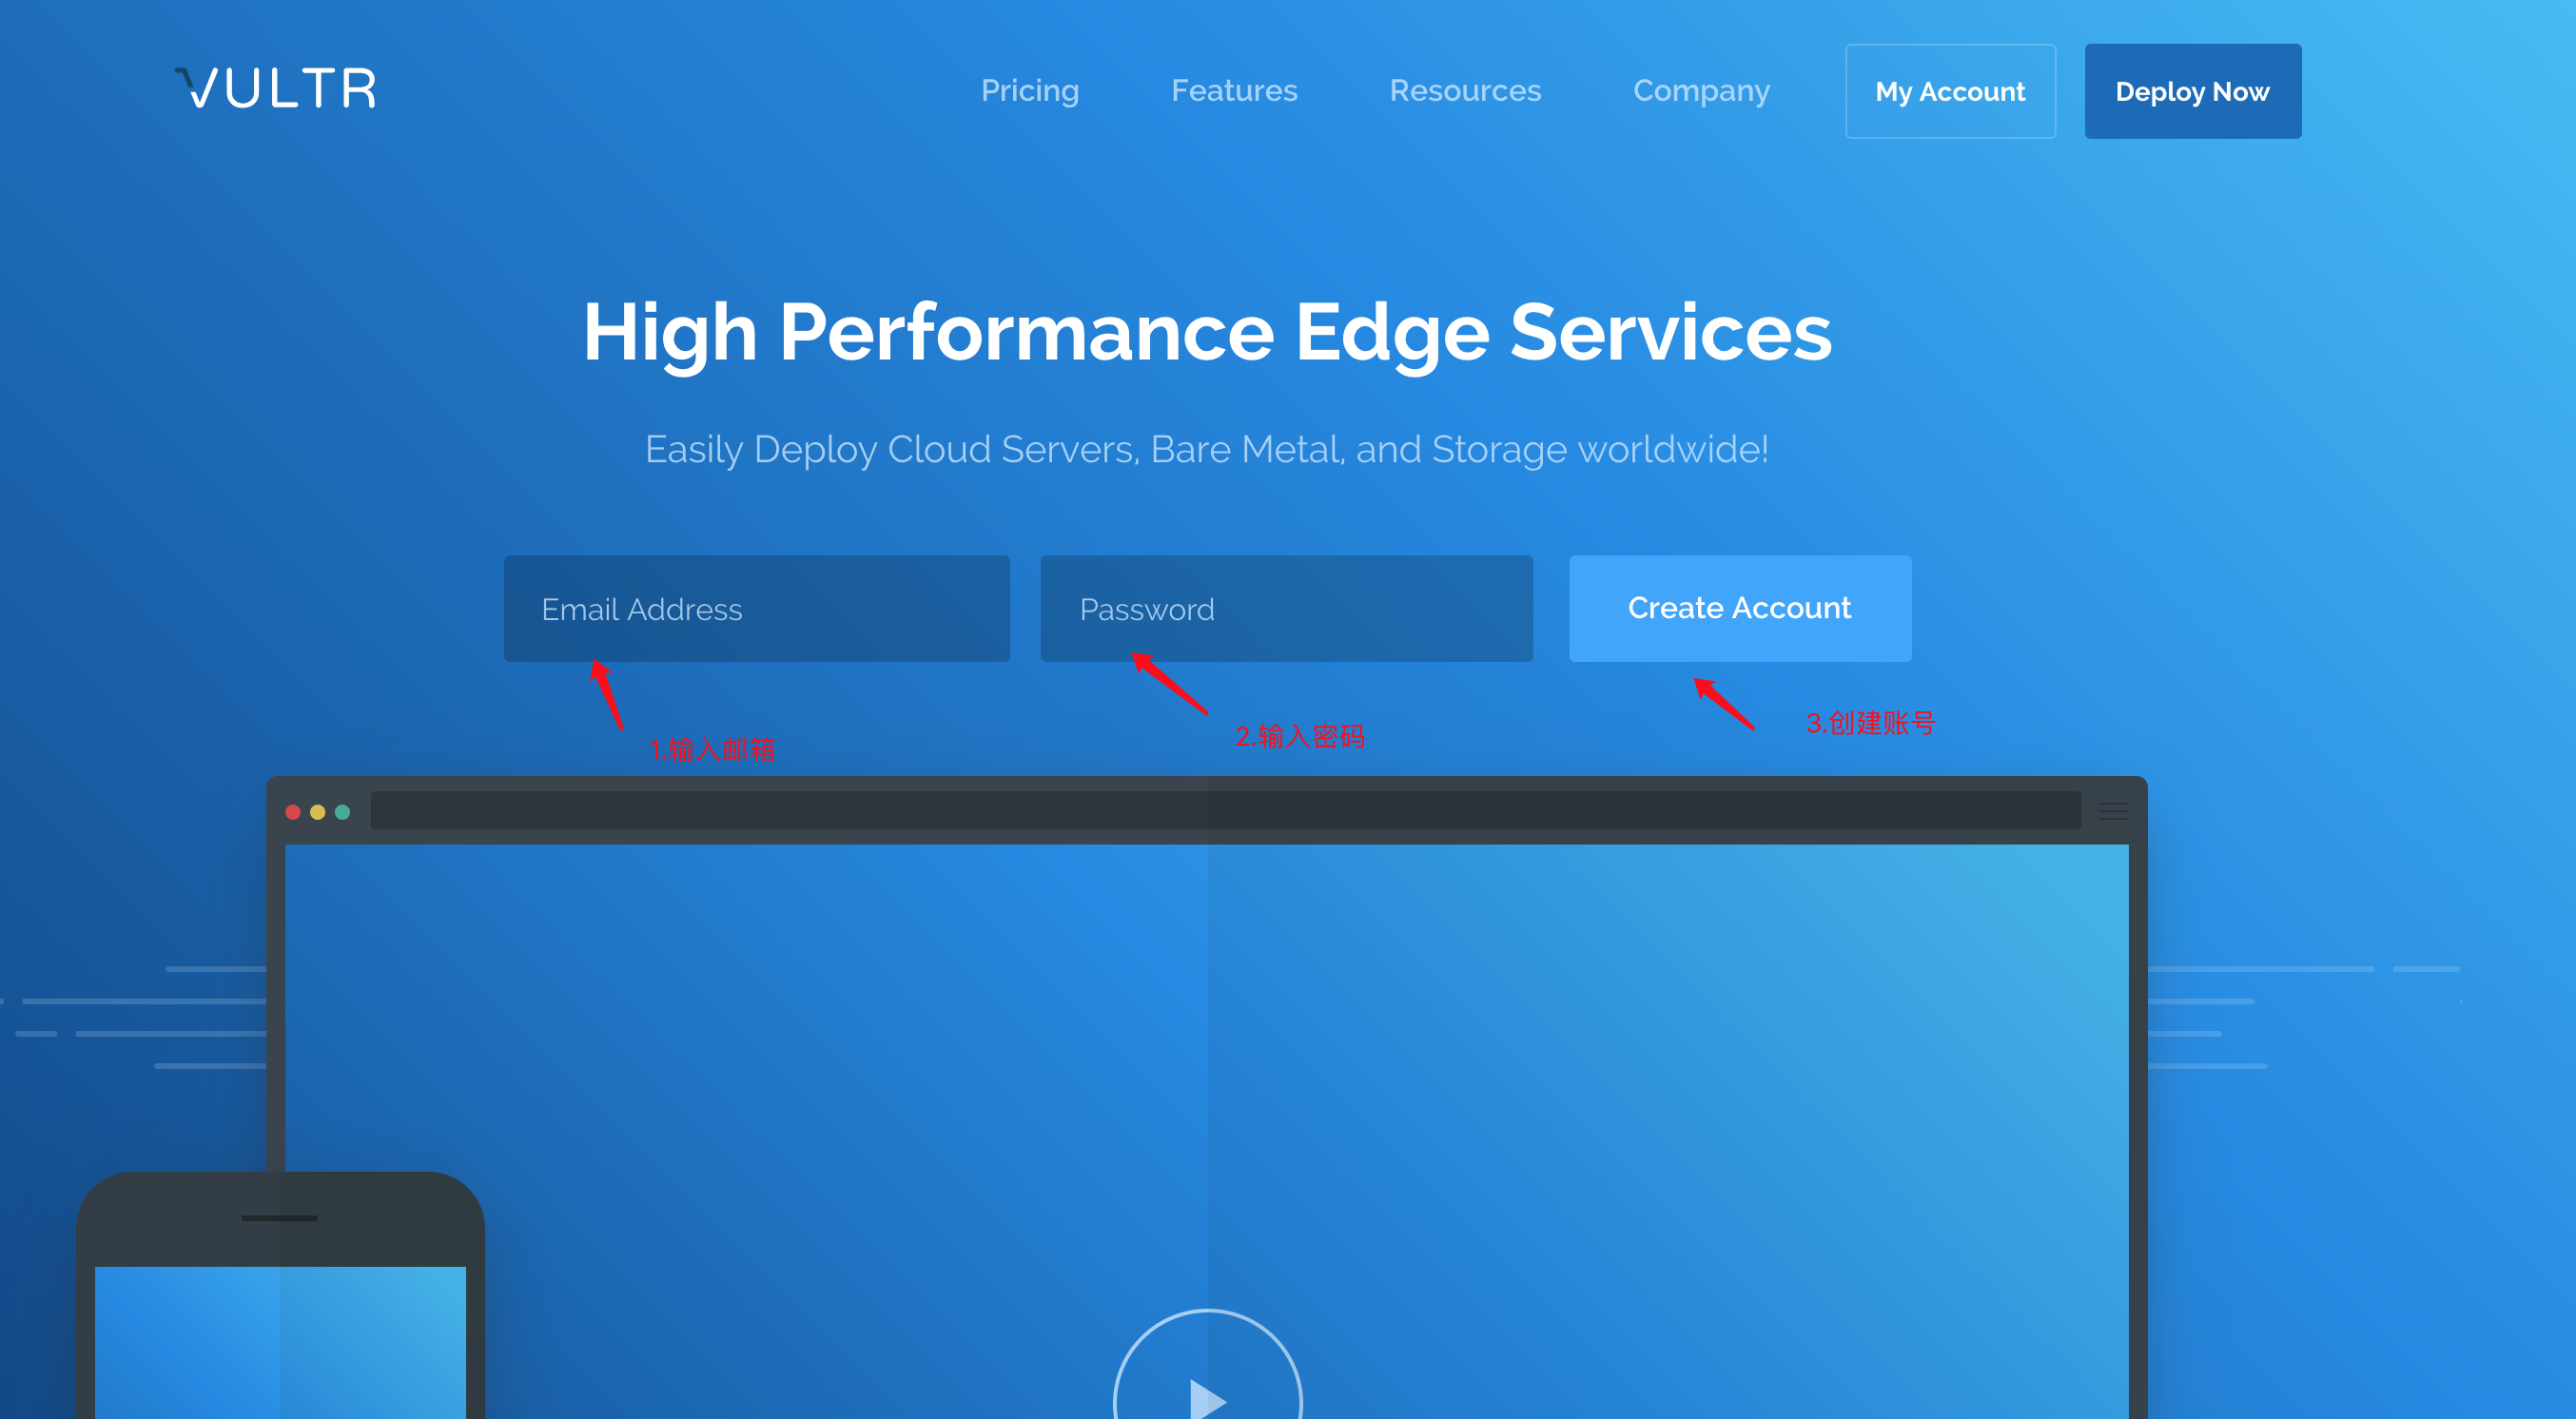 VULTR
Pricing Features Resources Company My Account Deploy Now
High Performance Edge Services
Easily Deploy Cloud Servers, Bare Metal, and Storage worldwide!
Email Address Password Create Account
1.输入邮箱 2.输入密码 3.创建账号